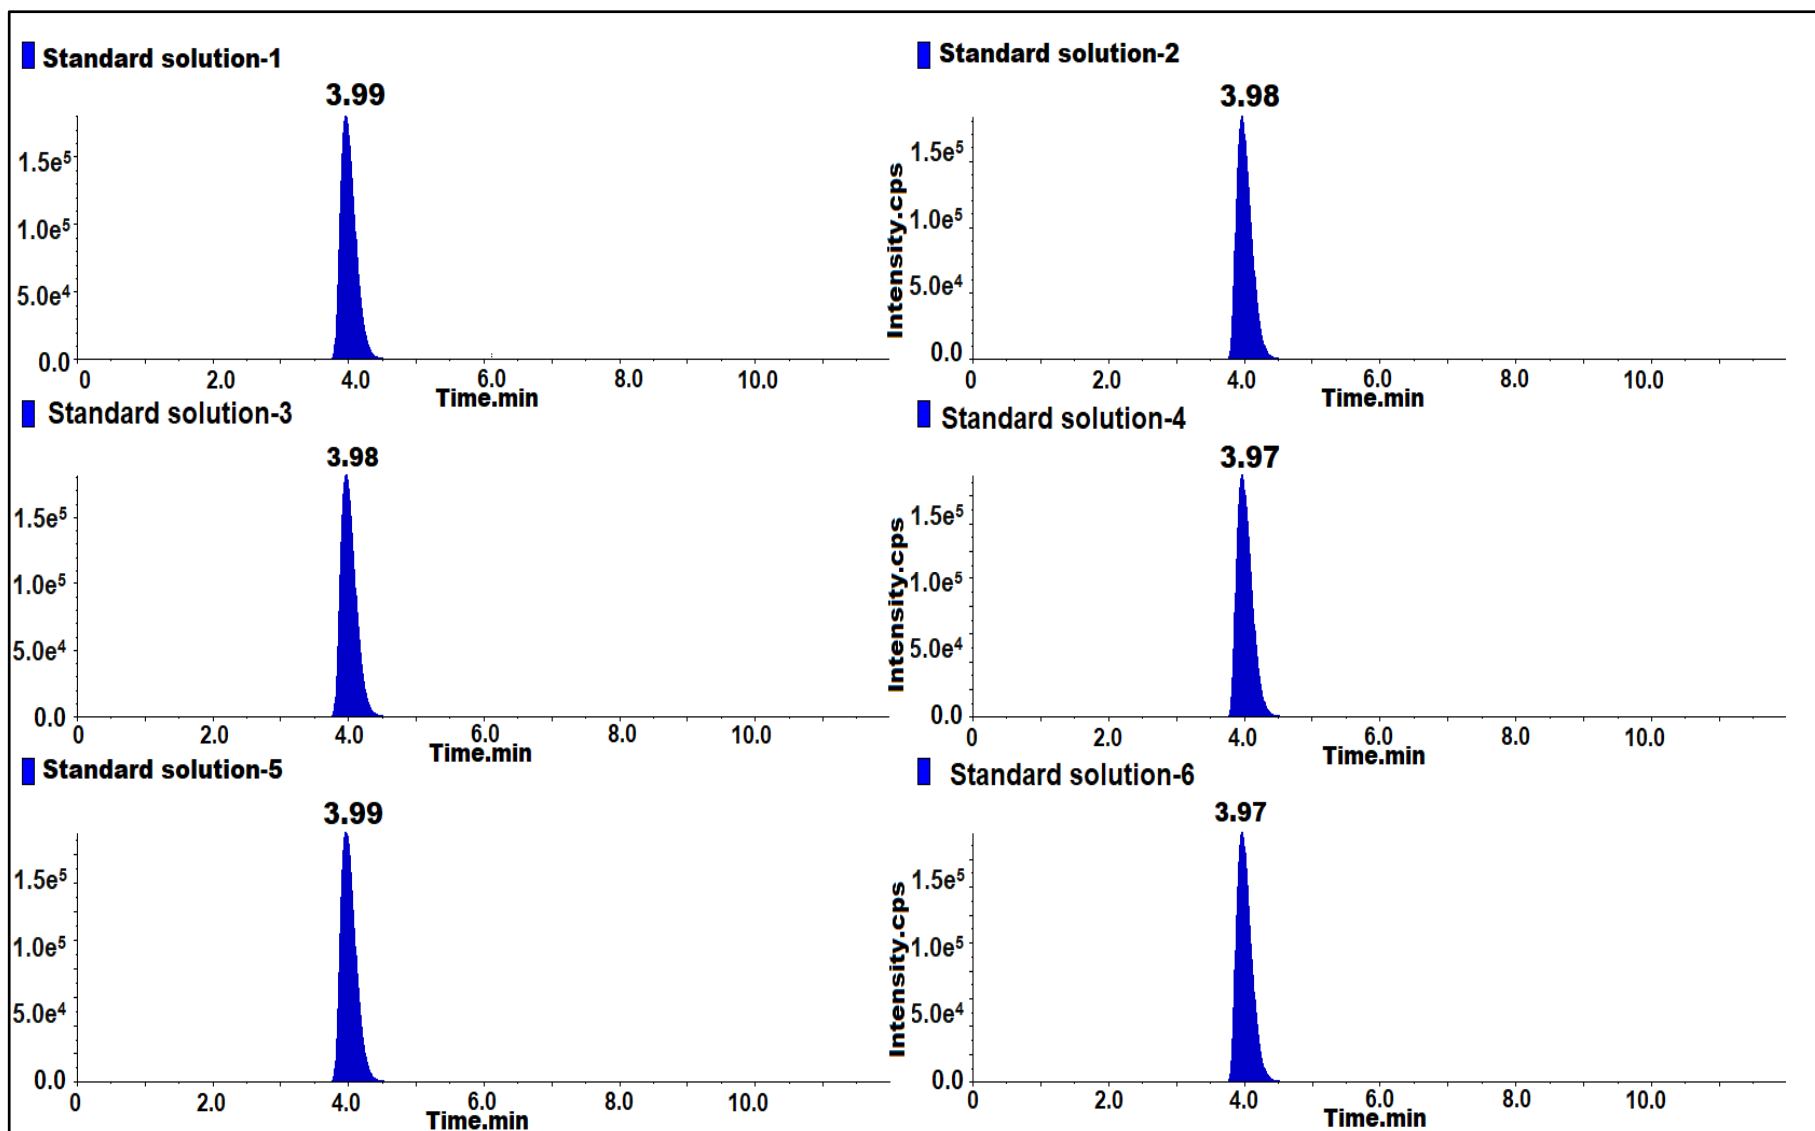 Standard solution-1
3.99
1.5e⁵
1.0e⁵
5.0e⁴
0.0
0 2.0 4.0 6.0 8.0 10.0
Time.min
Standard solution-2
3.98
Intensity.cps
1.5e⁵
1.0e⁵
5.0e⁴
0.0
0 2.0 4.0 6.0 8.0 10.0
Time.min
Standard solution-3
3.98
1.5e⁵
1.0e⁵
5.0e⁴
0.0
0 2.0 4.0 6.0 8.0 10.0
Time.min
Standard solution-4
3.97
Intensity.cps
1.5e⁵
1.0e⁵
5.0e⁴
0.0
0 2.0 4.0 6.0 8.0 10.0
Time.min
Standard solution-5
3.99
1.5e⁵
1.0e⁵
5.0e⁴
0.0
0 2.0 4.0 6.0 8.0 10.0
Time.min
Standard solution-6
3.97
Intensity.cps
1.5e⁵
1.0e⁵
5.0e⁴
0.0
0 2.0 4.0 6.0 8.0 10.0
Time.min